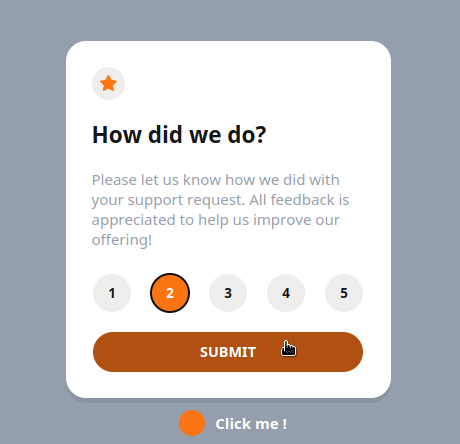 How did we do?
Please let us know how we did with
your support request. All feedback is
appreciated to help us improve our
offering!
1 2 3 4 5
SUBMIT
Click me !